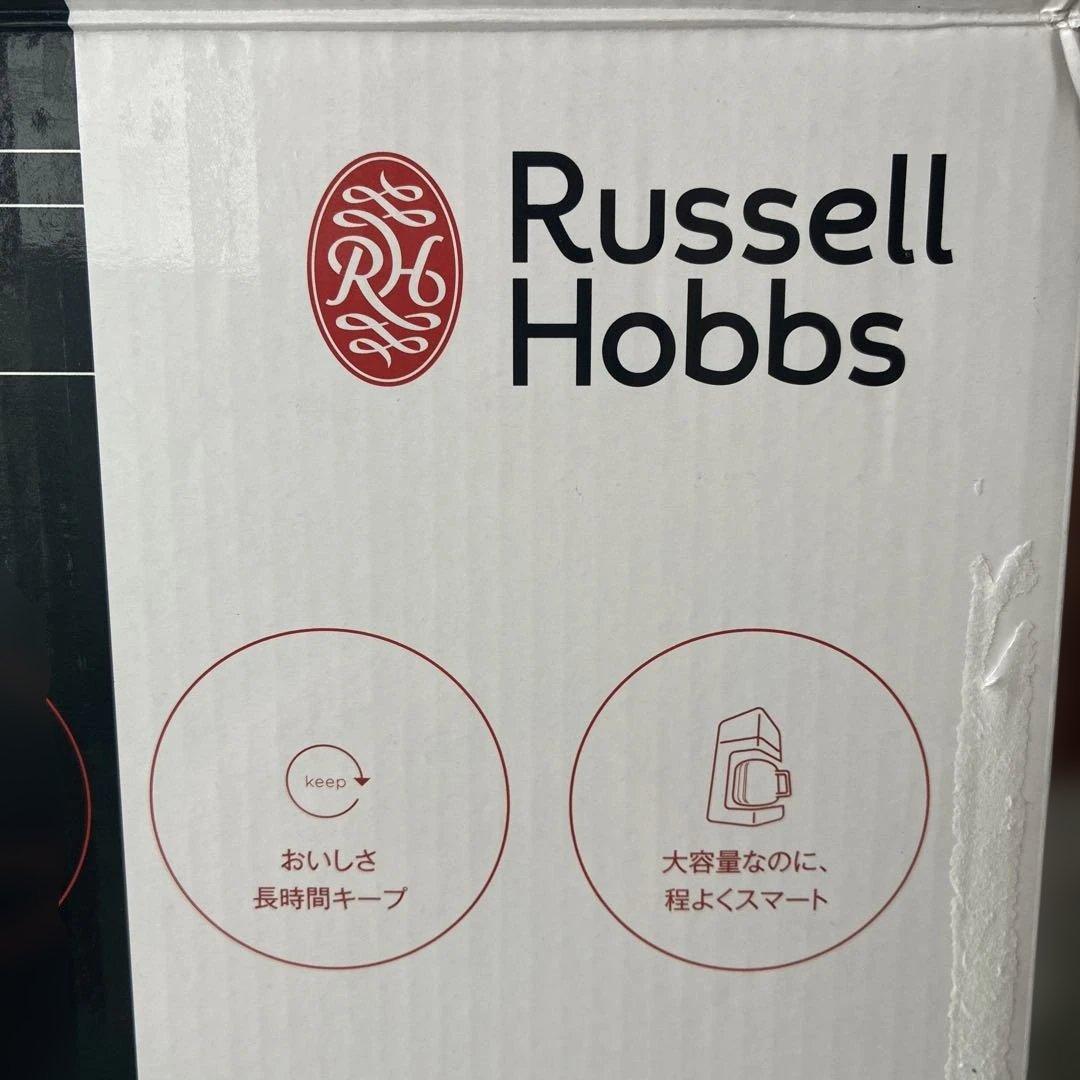 RH
Russell
Hobbs
keep
おいしさ
長時間キープ
大容量なのに、
程よくスマート